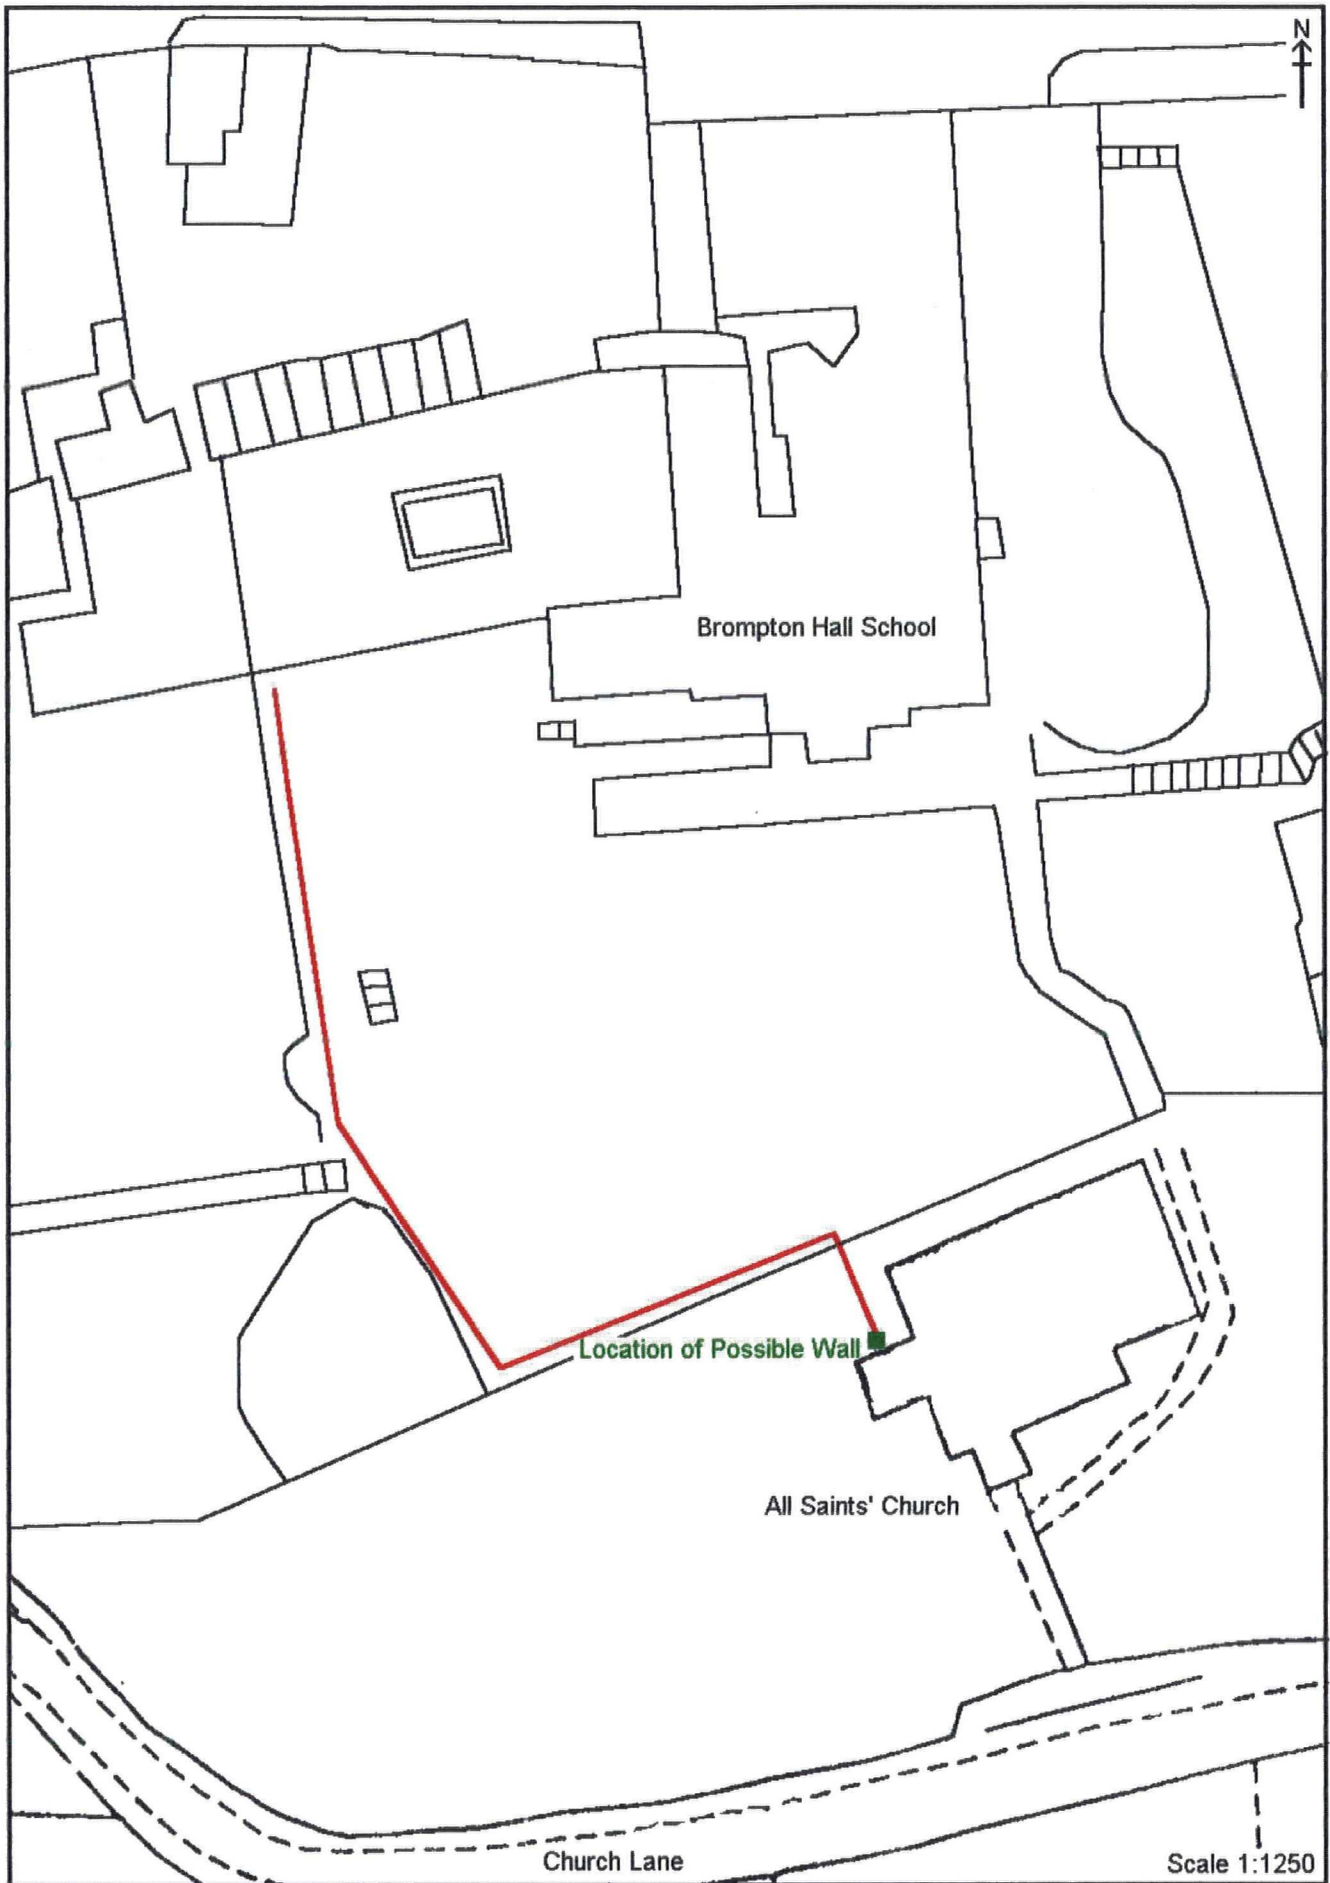 N
Brompton Hall School
Location of Possible Wall
All Saints' Church
Church Lane
Scale 1:1250